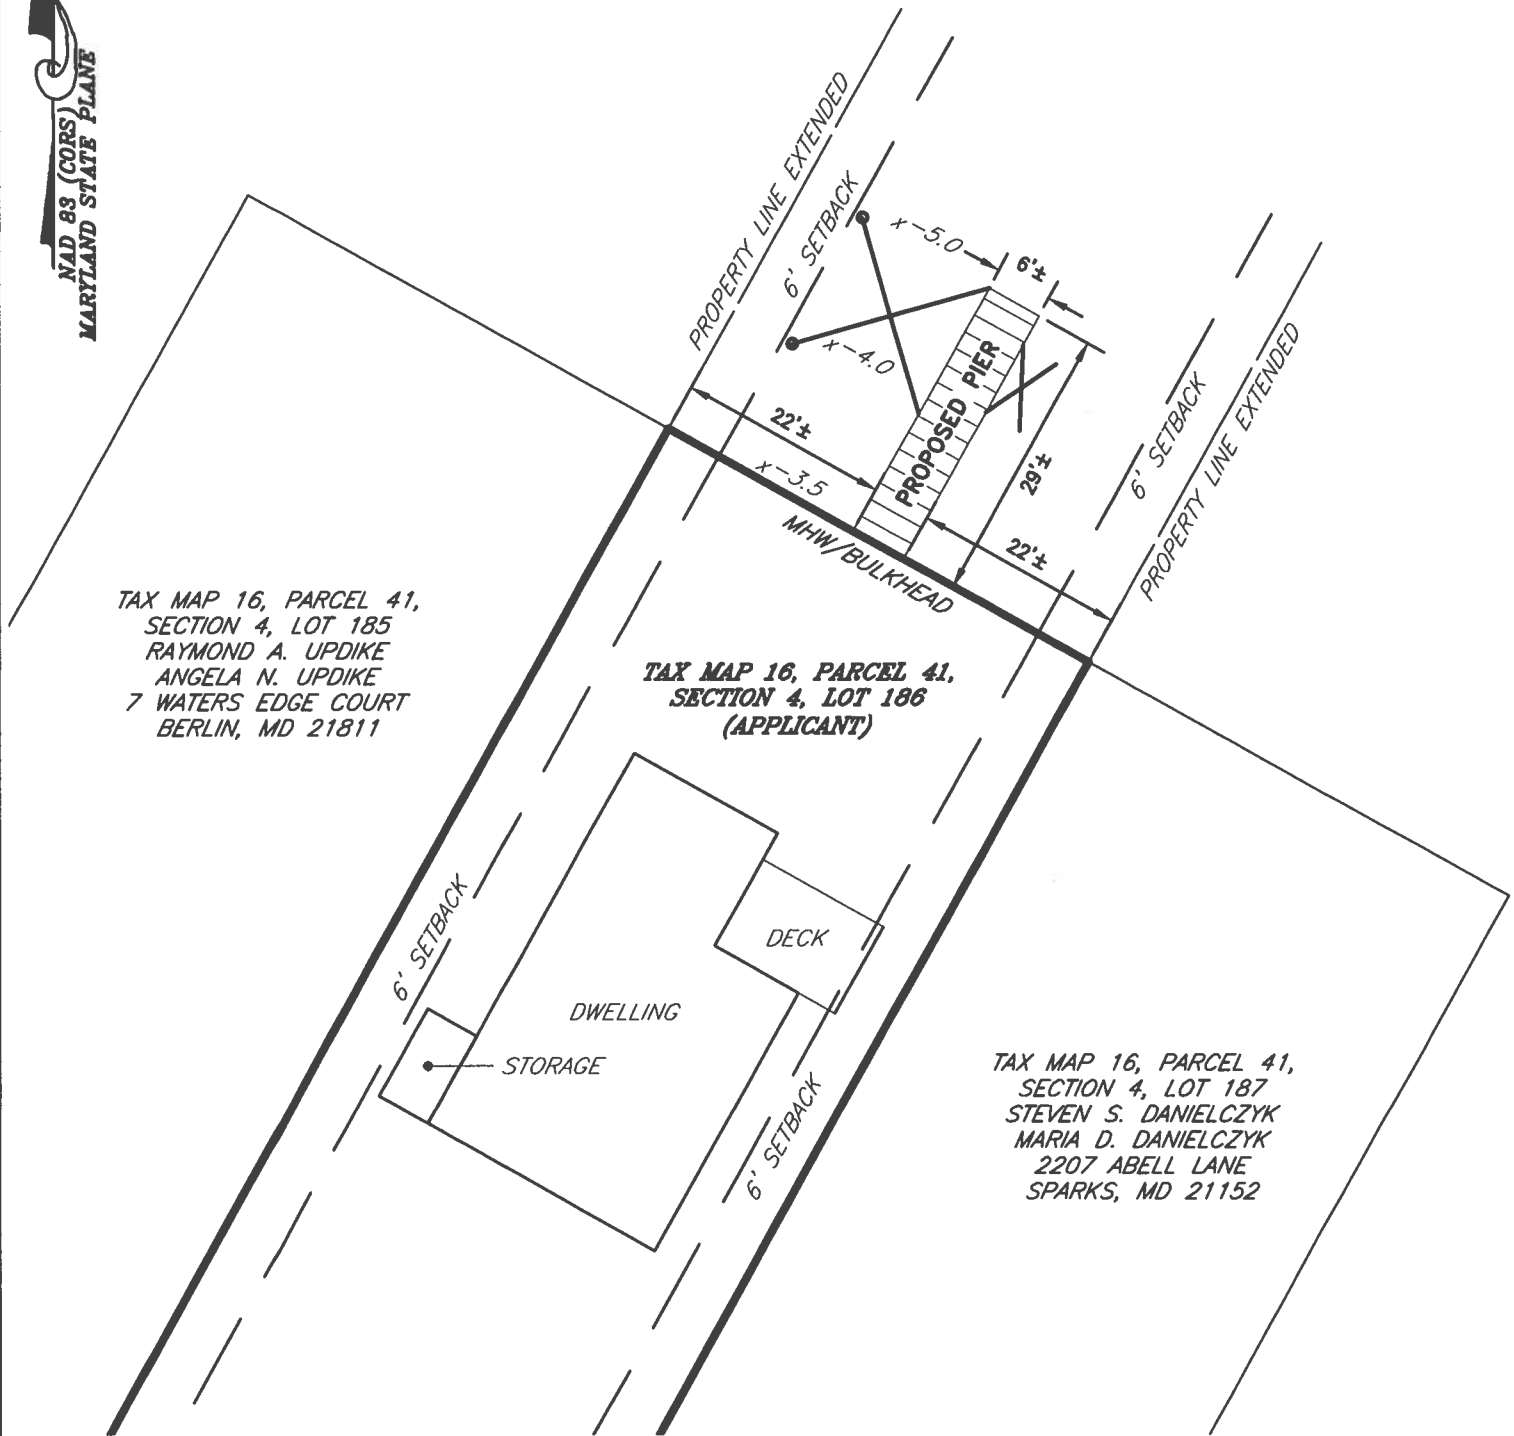 NAD 83 (CORS)
MARYLAND STATE PLANE
PROPERTY LINE EXTENDED
6' SETBACK
x -5.0
6'±
x -4.0
PROPOSED PIER
22'±
x -3.5
29'±
22'±
MHW/BULKHEAD
6' SETBACK
PROPERTY LINE EXTENDED
TAX MAP 16, PARCEL 41,
SECTION 4, LOT 185
RAYMOND A. UPDIKE
ANGELA N. UPDIKE
7 WATERS EDGE COURT
BERLIN, MD 21811
TAX MAP 16, PARCEL 41,
SECTION 4, LOT 186
(APPLICANT)
6' SETBACK
DECK
DWELLING
STORAGE
6' SETBACK
TAX MAP 16, PARCEL 41,
SECTION 4, LOT 187
STEVEN S. DANIELCZYK
MARIA D. DANIELCZYK
2207 ABELL LANE
SPARKS, MD 21152